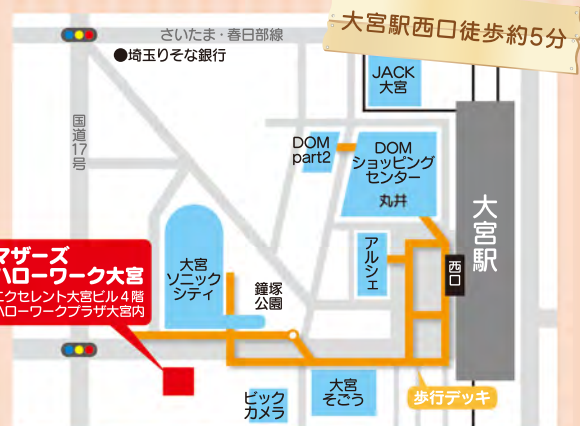 大宮駅西口徒歩約5分
さいたま・春日部線
●埼玉りそな銀行
JACK
大宮
国道17号
DOM
part2
DOM
ショッピング
センター
丸井
大宮駅
西口
アルシェ
大宮
ソニック
シティ
鐘塚
公園
マザーズ
ハローワーク大宮
エクセレント大宮ビル4階
ハローワークプラザ大宮内
大宮
そごう
ビック
カメラ
歩行デッキ